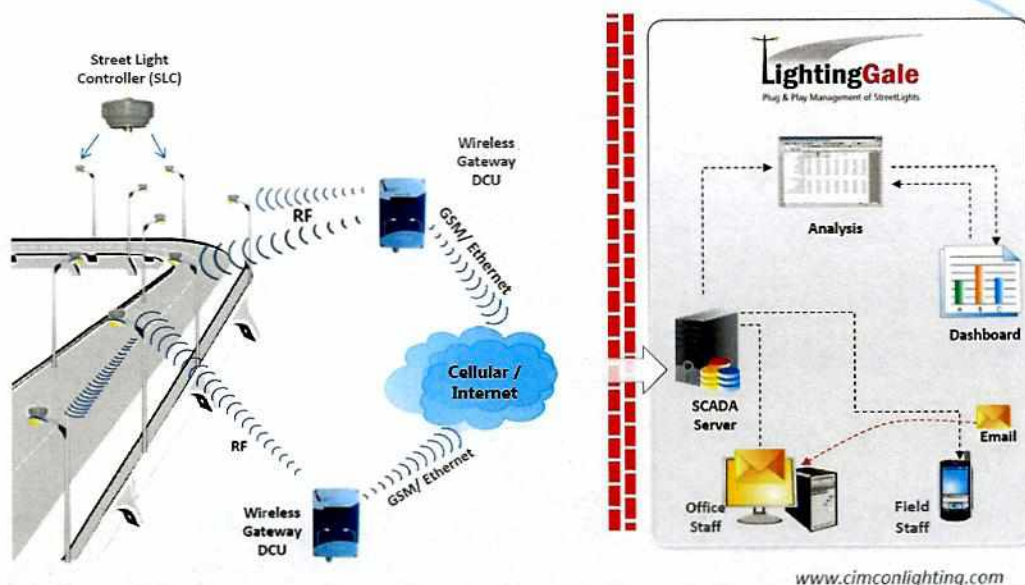 Street Light
Controller (SLC)
Wireless
Gateway
DCU
RF
GSM/ Ethernet
Cellular /
Internet
RF
GSM/ Ethernet
Wireless
Gateway
DCU
LightingGale
Plug & Play Management of StreetLights
Analysis
A B C
Dashboard
SCADA
Server
Email
Office
Staff
Field
Staff
www.cimconlighting.com